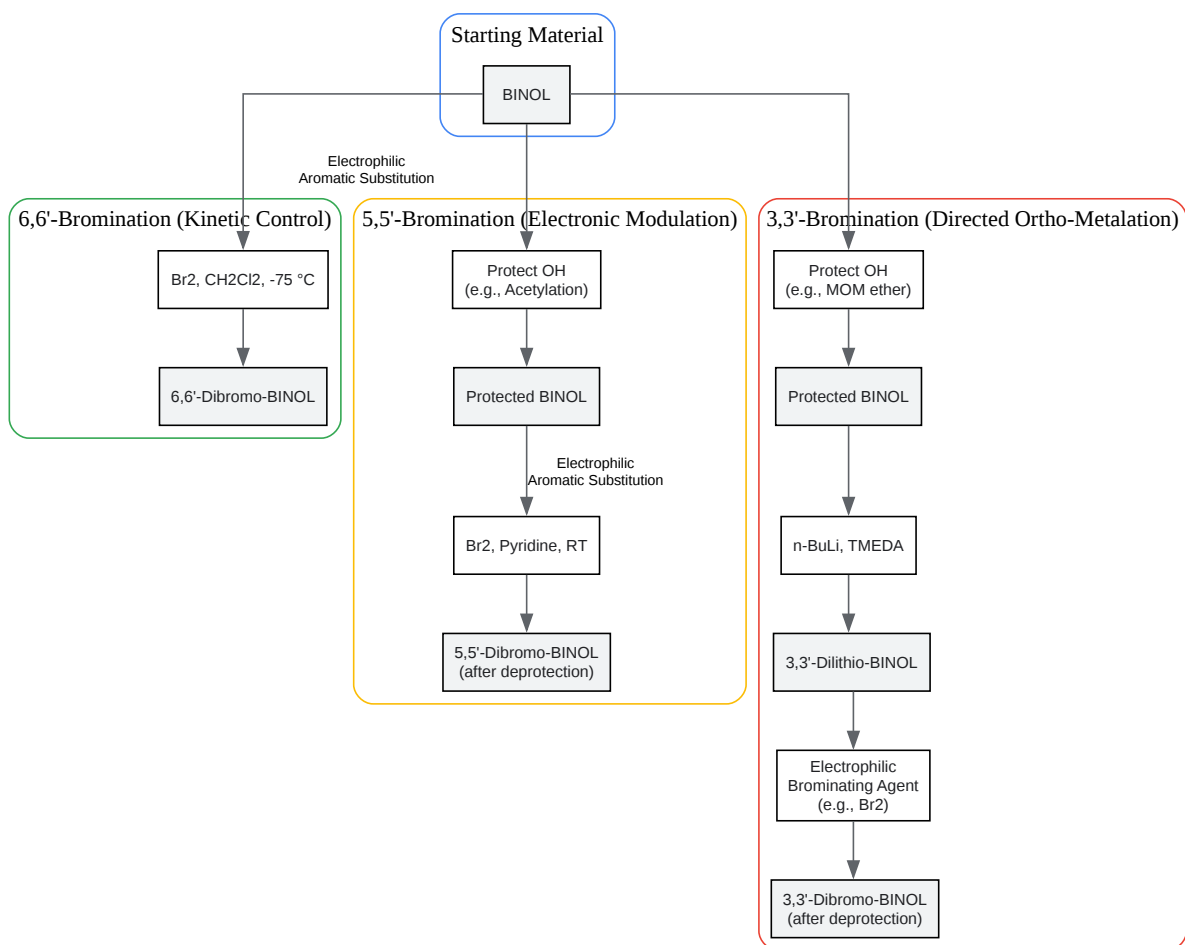 Starting Material
BINOL
Electrophilic
Aromatic Substitution
6,6'-Bromination (Kinetic Control)
Br2, CH2Cl2, -75 °C
6,6'-Dibromo-BINOL
5,5'-Bromination (Electronic Modulation)
Protect OH
(e.g., Acetylation)
Protected BINOL
Electrophilic
Aromatic Substitution
Br2, Pyridine, RT
5,5'-Dibromo-BINOL
(after deprotection)
3,3'-Bromination (Directed Ortho-Metalation)
Protect OH
(e.g., MOM ether)
Protected BINOL
n-BuLi, TMEDA
3,3'-Dilithio-BINOL
Electrophilic
Brominating Agent
(e.g., Br2)
3,3'-Dibromo-BINOL
(after deprotection)